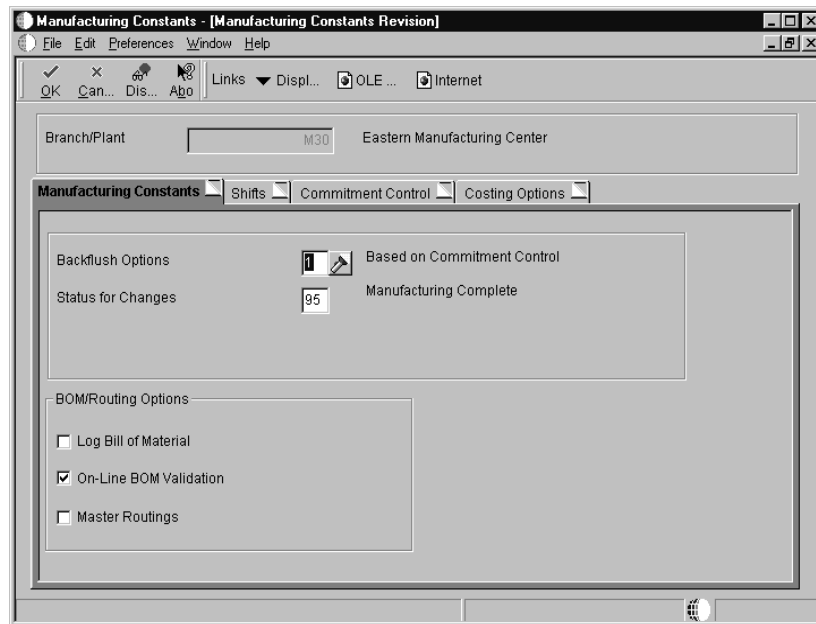 Manufacturing Constants - [Manufacturing Constants Revision]
File Edit Preferences Window Help
OK Can... Dis... Abo Links Displ... OLE ... Internet
Branch/Plant M30 Eastern Manufacturing Center
Manufacturing Constants Shifts Commitment Control Costing Options
Backflush Options 1 Based on Commitment Control
Status for Changes 95 Manufacturing Complete
BOM/Routing Options
Log Bill of Material
On-Line BOM Validation
Master Routings